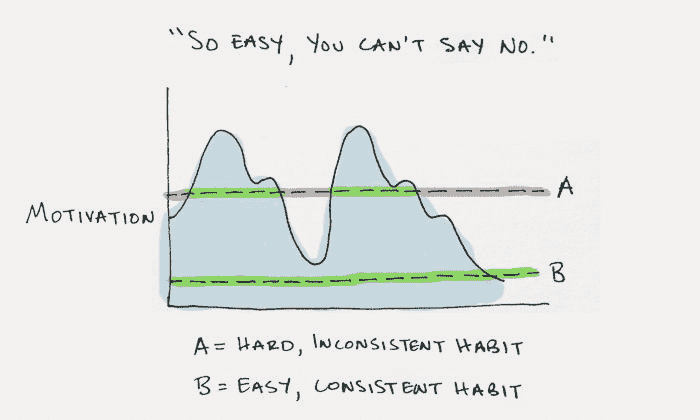 "SO EASY, YOU CAN'T SAY NO."
MOTIVATION
A
B
A = HARD, INCONSISTENT HABIT
B = EASY, CONSISTENT HABIT